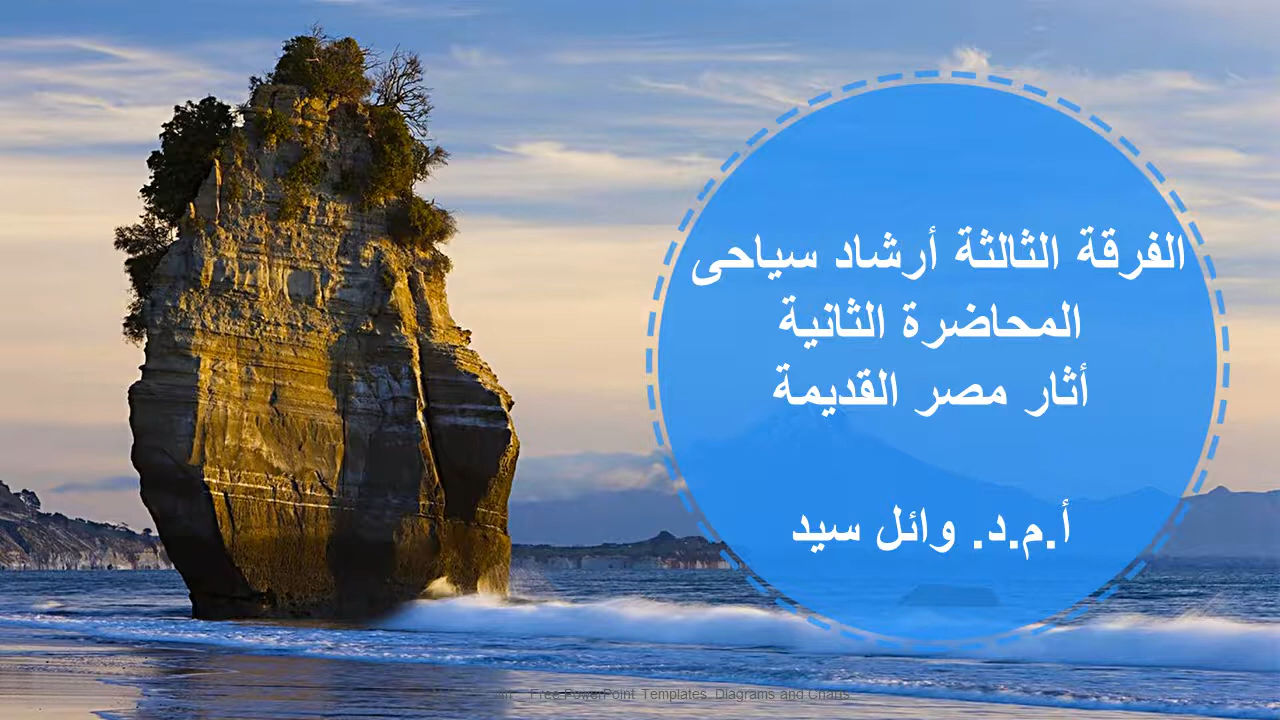 الفرقة الثالثة أرشاد سياحى
المحاضرة الثانية
أثار مصر القديمة
أ.م.د. وائل سيد
Free PowerPoint Templates, Diagrams and Charts